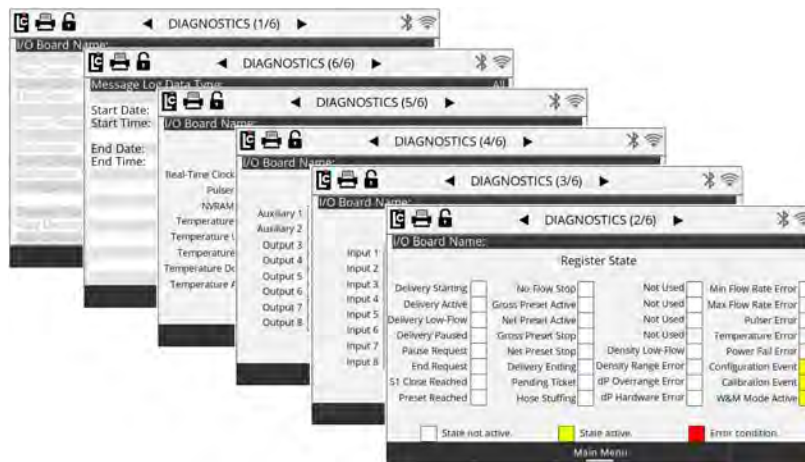 DIAGNOSTICS (1/6)
I/O Board Name:
DIAGNOSTICS (6/6)
Message Log Data Type: All
Start Date:
Start Time:
End Date:
End Time:
DIAGNOSTICS (5/6)
I/O Board Name:
Real-Time Clock
Pulser
NVRAM
Temperature
Temperature
Temperature
Temperature
Temperature
DIAGNOSTICS (4/6)
I/O Board Name:
Auxiliary 1
Auxiliary 2
Output 3
Output 4
Output 5
Output 6
Output 7
Output 8
DIAGNOSTICS (3/6)
I/O Board Name:
Input 1
Input 2
Input 3
Input 4
Input 5
Input 6
Input 7
Input 8
DIAGNOSTICS (2/6)
I/O Board Name:
Register State
Delivery Starting No Flow Stop Not Used Min Flow Rate Error
Delivery Active Gross Preset Active Not Used Max Flow Rate Error
Delivery Low-Flow Net Preset Active Not Used Pulser Error
Delivery Paused Gross Preset Stop Not Used Temperature Error
Pause Request Net Preset Stop Density Low-Flow Power Fail Error
End Request Delivery Ending Density Range Error Configuration Event
S1 Close Reached Pending Ticket dP Overrange Error Calibration Event
Preset Reached Hose Stuffing dP Hardware Error W&M Mode Active
State not active. State active. Error condition.
Main Menu